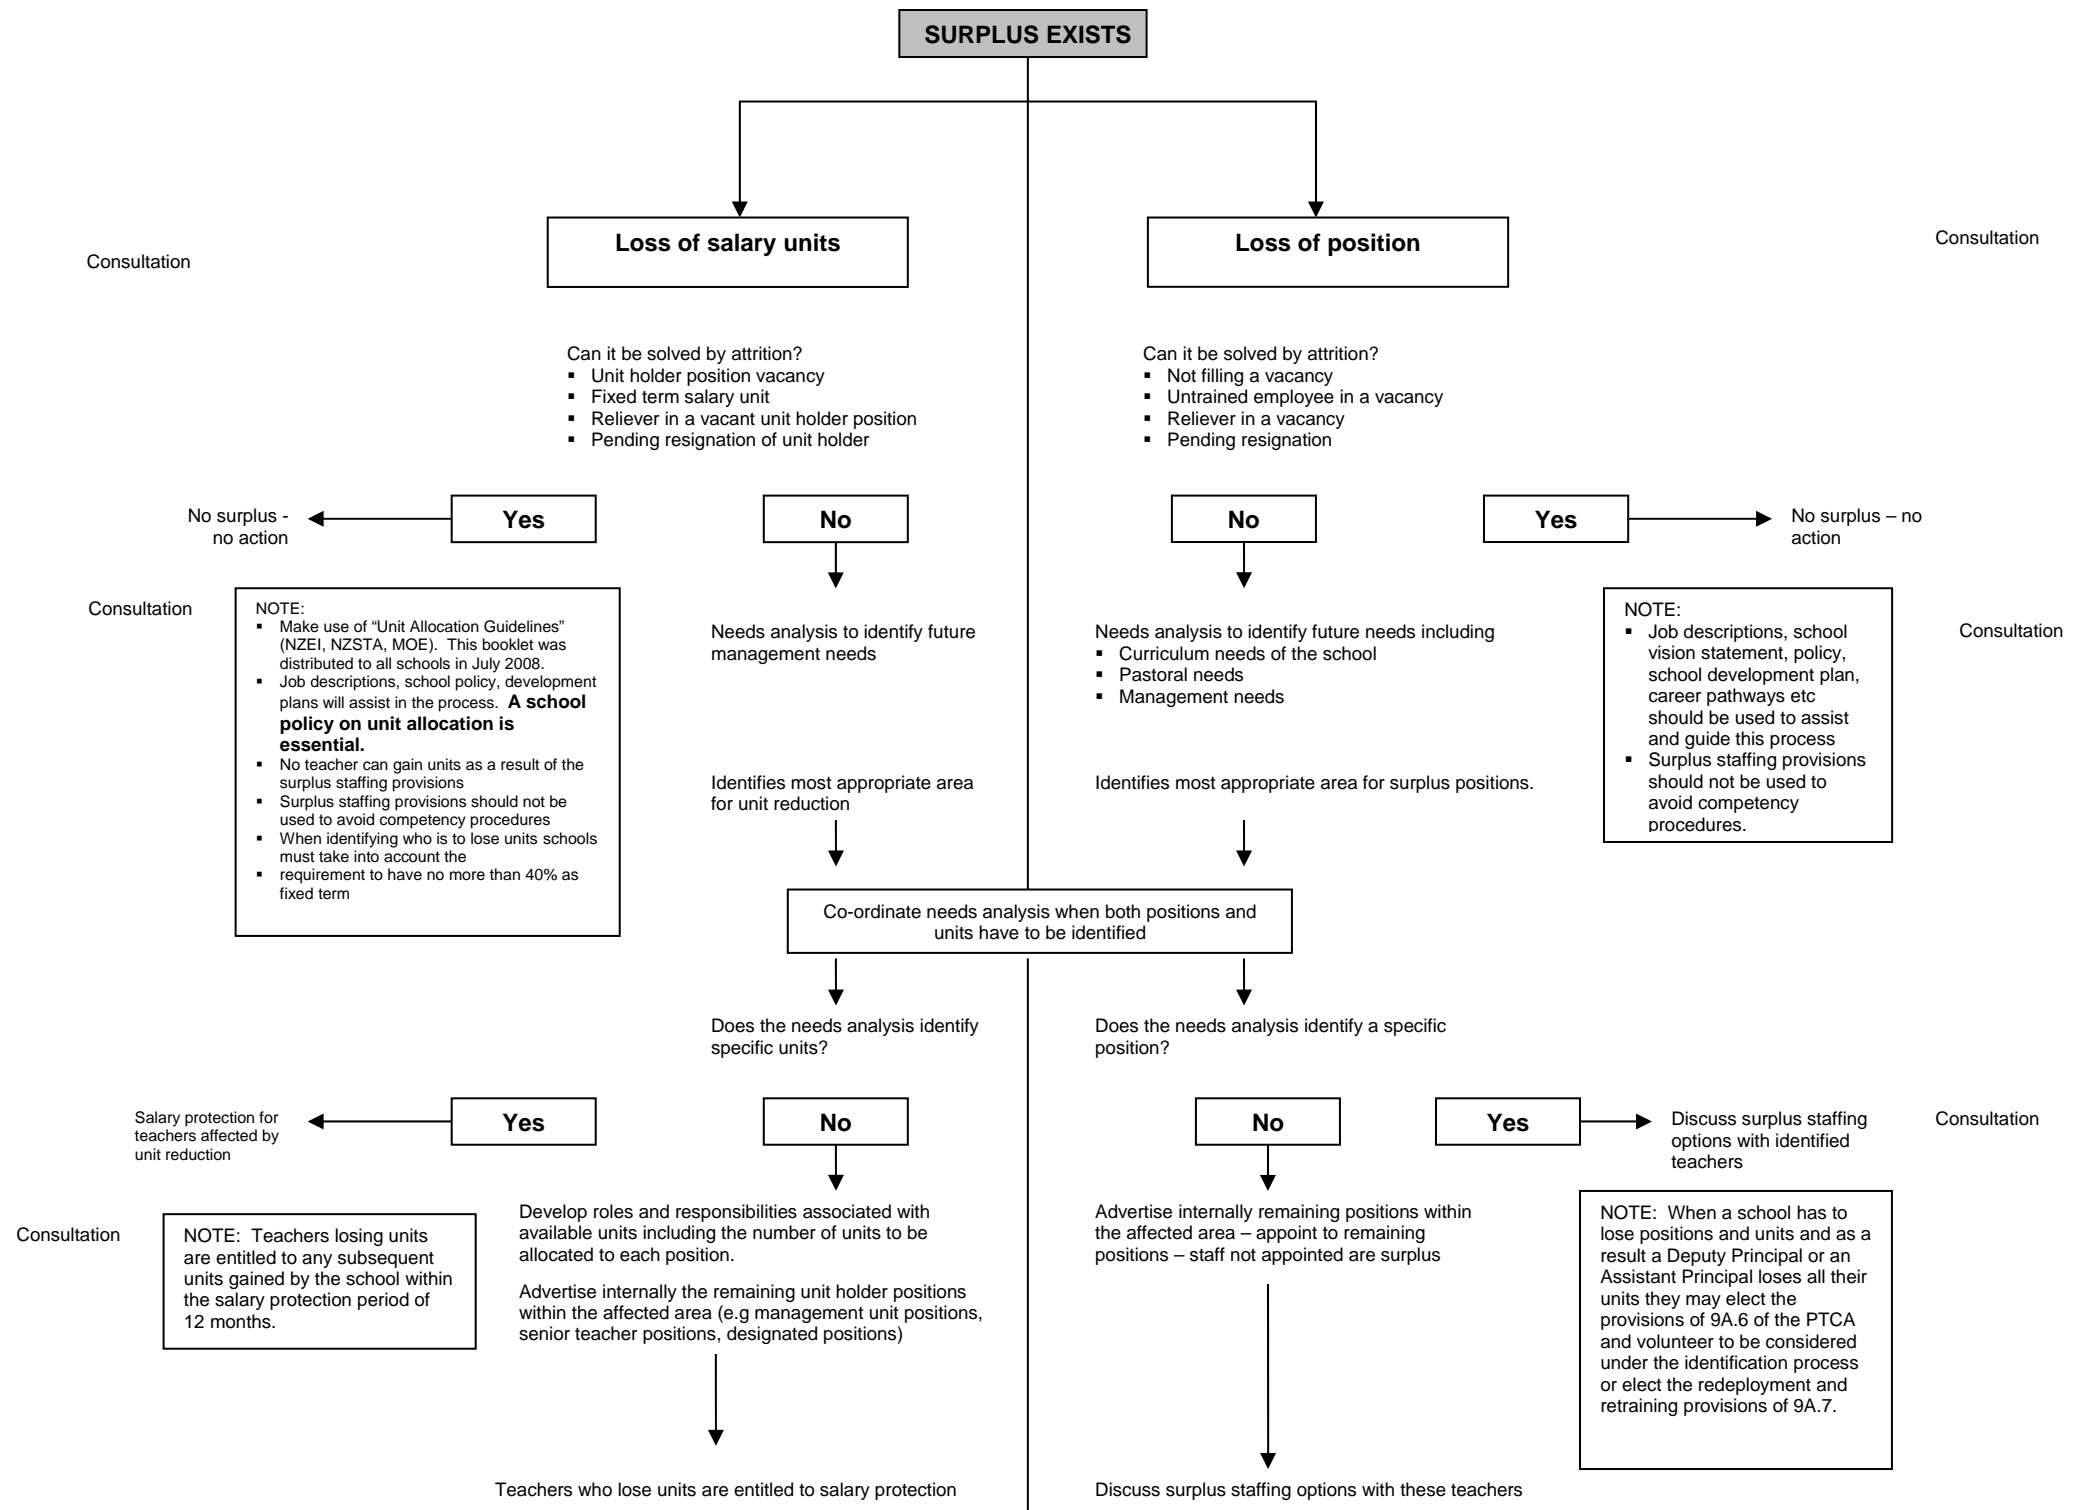 SURPLUS EXISTS
Loss of salary units
Loss of position
Consultation
Consultation
Can it be solved by attrition?
▪ Unit holder position vacancy
▪ Fixed term salary unit
▪ Reliever in a vacant unit holder position
▪ Pending resignation of unit holder
Can it be solved by attrition?
▪ Not filling a vacancy
▪ Untrained employee in a vacancy
▪ Reliever in a vacancy
▪ Pending resignation
No surplus -
no action
Yes
No
No
Yes
No surplus – no
action
Consultation
NOTE:
▪ Make use of “Unit Allocation Guidelines”
(NZEI, NZSTA, MOE). This booklet was
distributed to all schools in July 2008.
▪ Job descriptions, school policy, development
plans will assist in the process. A school
policy on unit allocation is
essential.
▪ No teacher can gain units as a result of the
surplus staffing provisions
▪ Surplus staffing provisions should not be
used to avoid competency procedures
▪ When identifying who is to lose units schools
must take into account the
▪ requirement to have no more than 40% as
fixed term
Needs analysis to identify future
management needs
Needs analysis to identify future needs including
▪ Curriculum needs of the school
▪ Pastoral needs
▪ Management needs
NOTE:
▪ Job descriptions, school
vision statement, policy,
school development plan,
career pathways etc
should be used to assist
and guide this process
▪ Surplus staffing provisions
should not be used to
avoid competency
procedures.
Consultation
Identifies most appropriate area
for unit reduction
Identifies most appropriate area for surplus positions.
Co-ordinate needs analysis when both positions and
units have to be identified
Does the needs analysis identify
specific units?
Does the needs analysis identify a specific
position?
Salary protection for
teachers affected by
unit reduction
Yes
No
No
Yes
Discuss surplus staffing
options with identified
teachers
Consultation
Consultation
NOTE: Teachers losing units
are entitled to any subsequent
units gained by the school within
the salary protection period of
12 months.
Develop roles and responsibilities associated with
available units including the number of units to be
allocated to each position.
Advertise internally the remaining unit holder positions
within the affected area (e.g management unit positions,
senior teacher positions, designated positions)
Advertise internally remaining positions within
the affected area – appoint to remaining
positions – staff not appointed are surplus
NOTE: When a school has to
lose positions and units and as a
result a Deputy Principal or an
Assistant Principal loses all their
units they may elect the
provisions of 9A.6 of the PTCA
and volunteer to be considered
under the identification process
or elect the redeployment and
retraining provisions of 9A.7.
Teachers who lose units are entitled to salary protection
Discuss surplus staffing options with these teachers